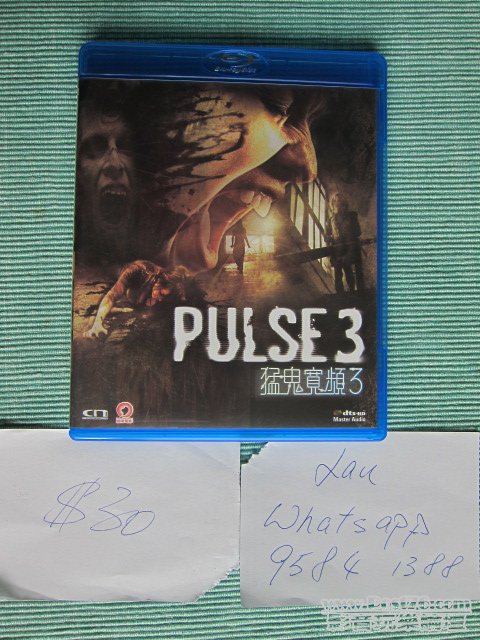 PULSE 3
猛鬼寬頻3
dts-HD
Master Audio
$30
Lau
Whatsapp
9584 1388